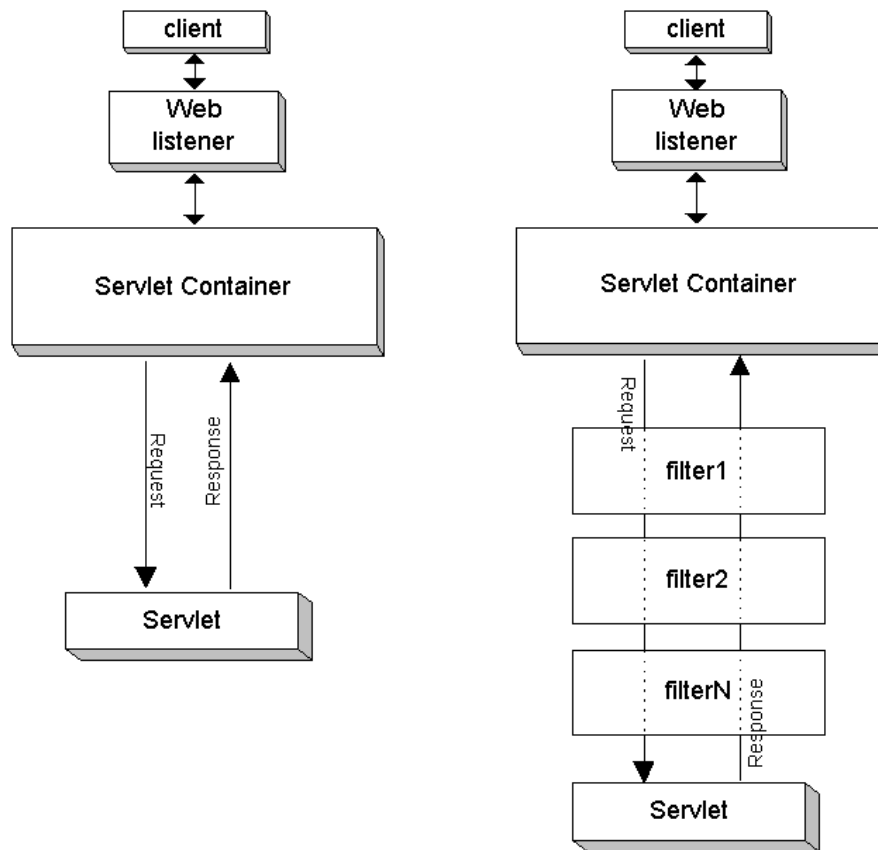 client
Web
listener
Servlet Container
Request
Response
Servlet
client
Web
listener
Servlet Container
Request
filter1
filter2
filterN
Response
Servlet